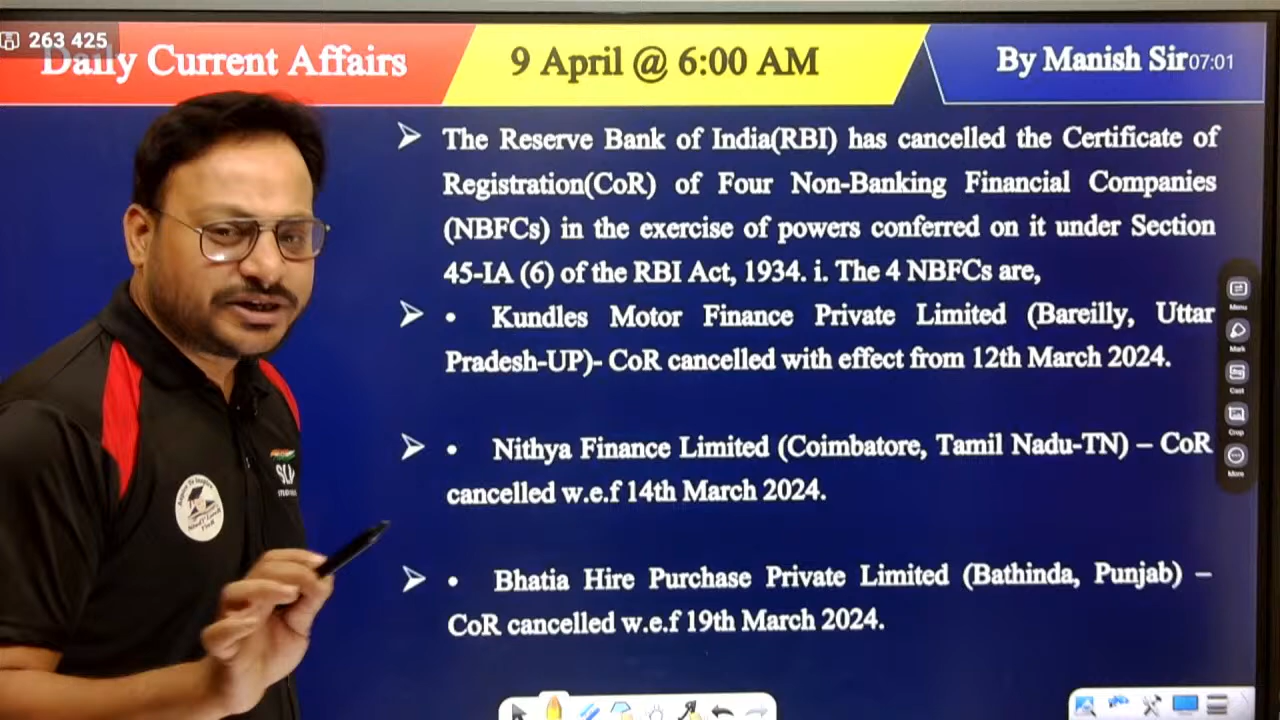 263 425
Daily Current Affairs
9 April @ 6:00 AM
By Manish Sir
07:01
The Reserve Bank of India(RBI) has cancelled the Certificate of
Registration(CoR) of Four Non-Banking Financial Companies
(NBFCs) in the exercise of powers conferred on it under Section
45-IA (6) of the RBI Act, 1934. i. The 4 NBFCs are,
• Kundles Motor Finance Private Limited (Bareilly, Uttar
Pradesh-UP)- CoR cancelled with effect from 12th March 2024.
• Nithya Finance Limited (Coimbatore, Tamil Nadu-TN) – CoR
cancelled w.e.f 14th March 2024.
• Bhatia Hire Purchase Private Limited (Bathinda, Punjab) –
CoR cancelled w.e.f 19th March 2024.
Menu
Mark
Cast
Crop
More